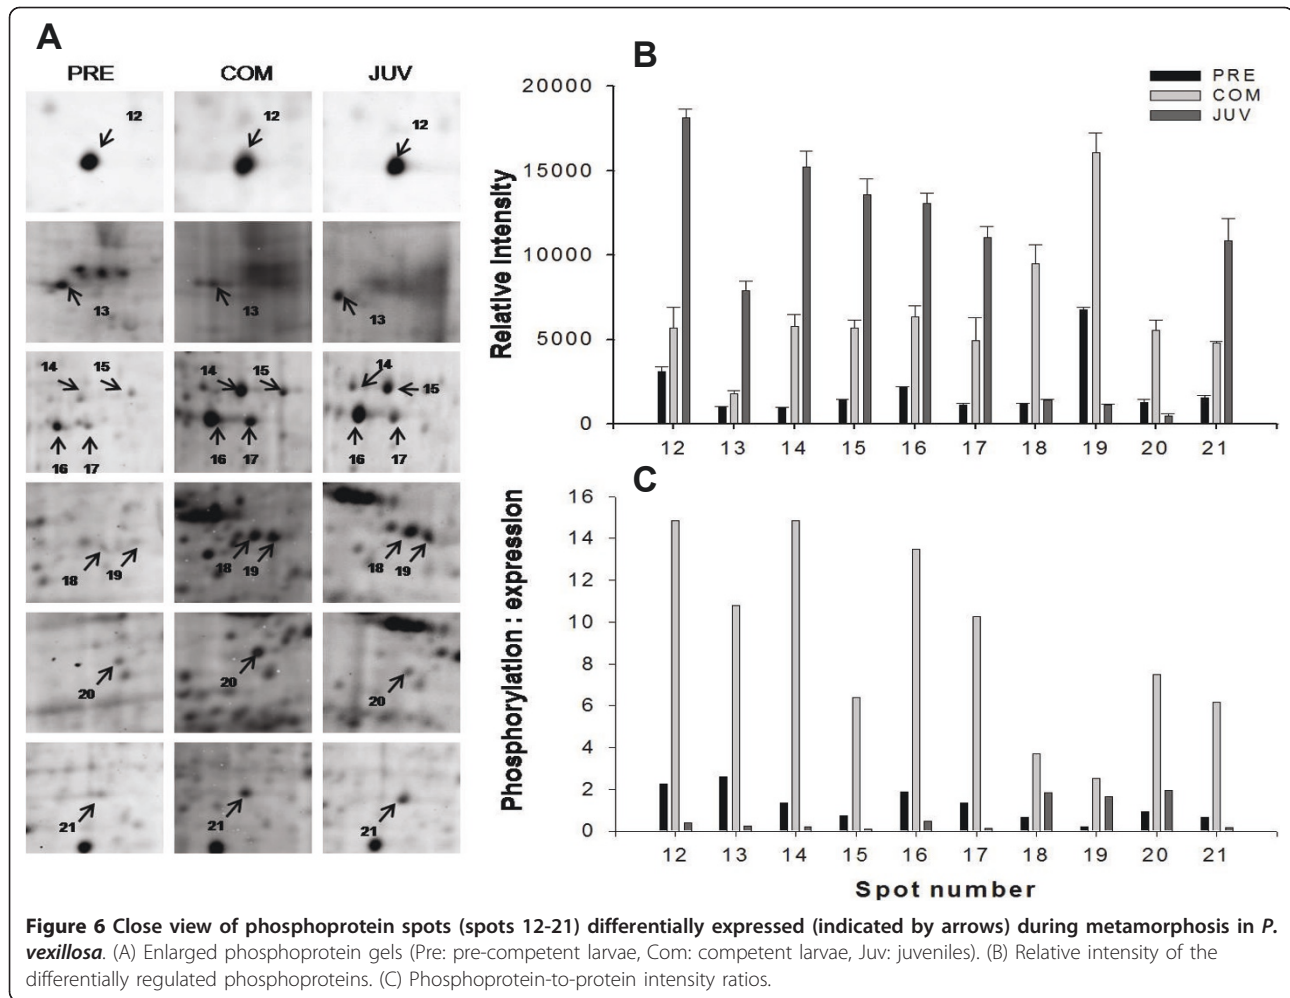 A
PRE COM JUV
12 12 12
13 13 13
14 15 14 15 14 15
16 17 16 17 16 17
18 19 18 19 18 19
20 20 20
21 21 21
B
PRE
COM
JUV
Relative Intensity
20000
15000
10000
5000
0
12 13 14 15 16 17 18 19 20 21
C
Phosphorylation : expression
16
14
12
10
8
6
4
2
0
12 13 14 15 16 17 18 19 20 21
Spot number
Figure 6 Close view of phosphoprotein spots (spots 12-21) differentially expressed (indicated by arrows) during metamorphosis in P.
vexillosa. (A) Enlarged phosphoprotein gels (Pre: pre-competent larvae, Com: competent larvae, Juv: juveniles). (B) Relative intensity of the
differentially regulated phosphoproteins. (C) Phosphoprotein-to-protein intensity ratios.